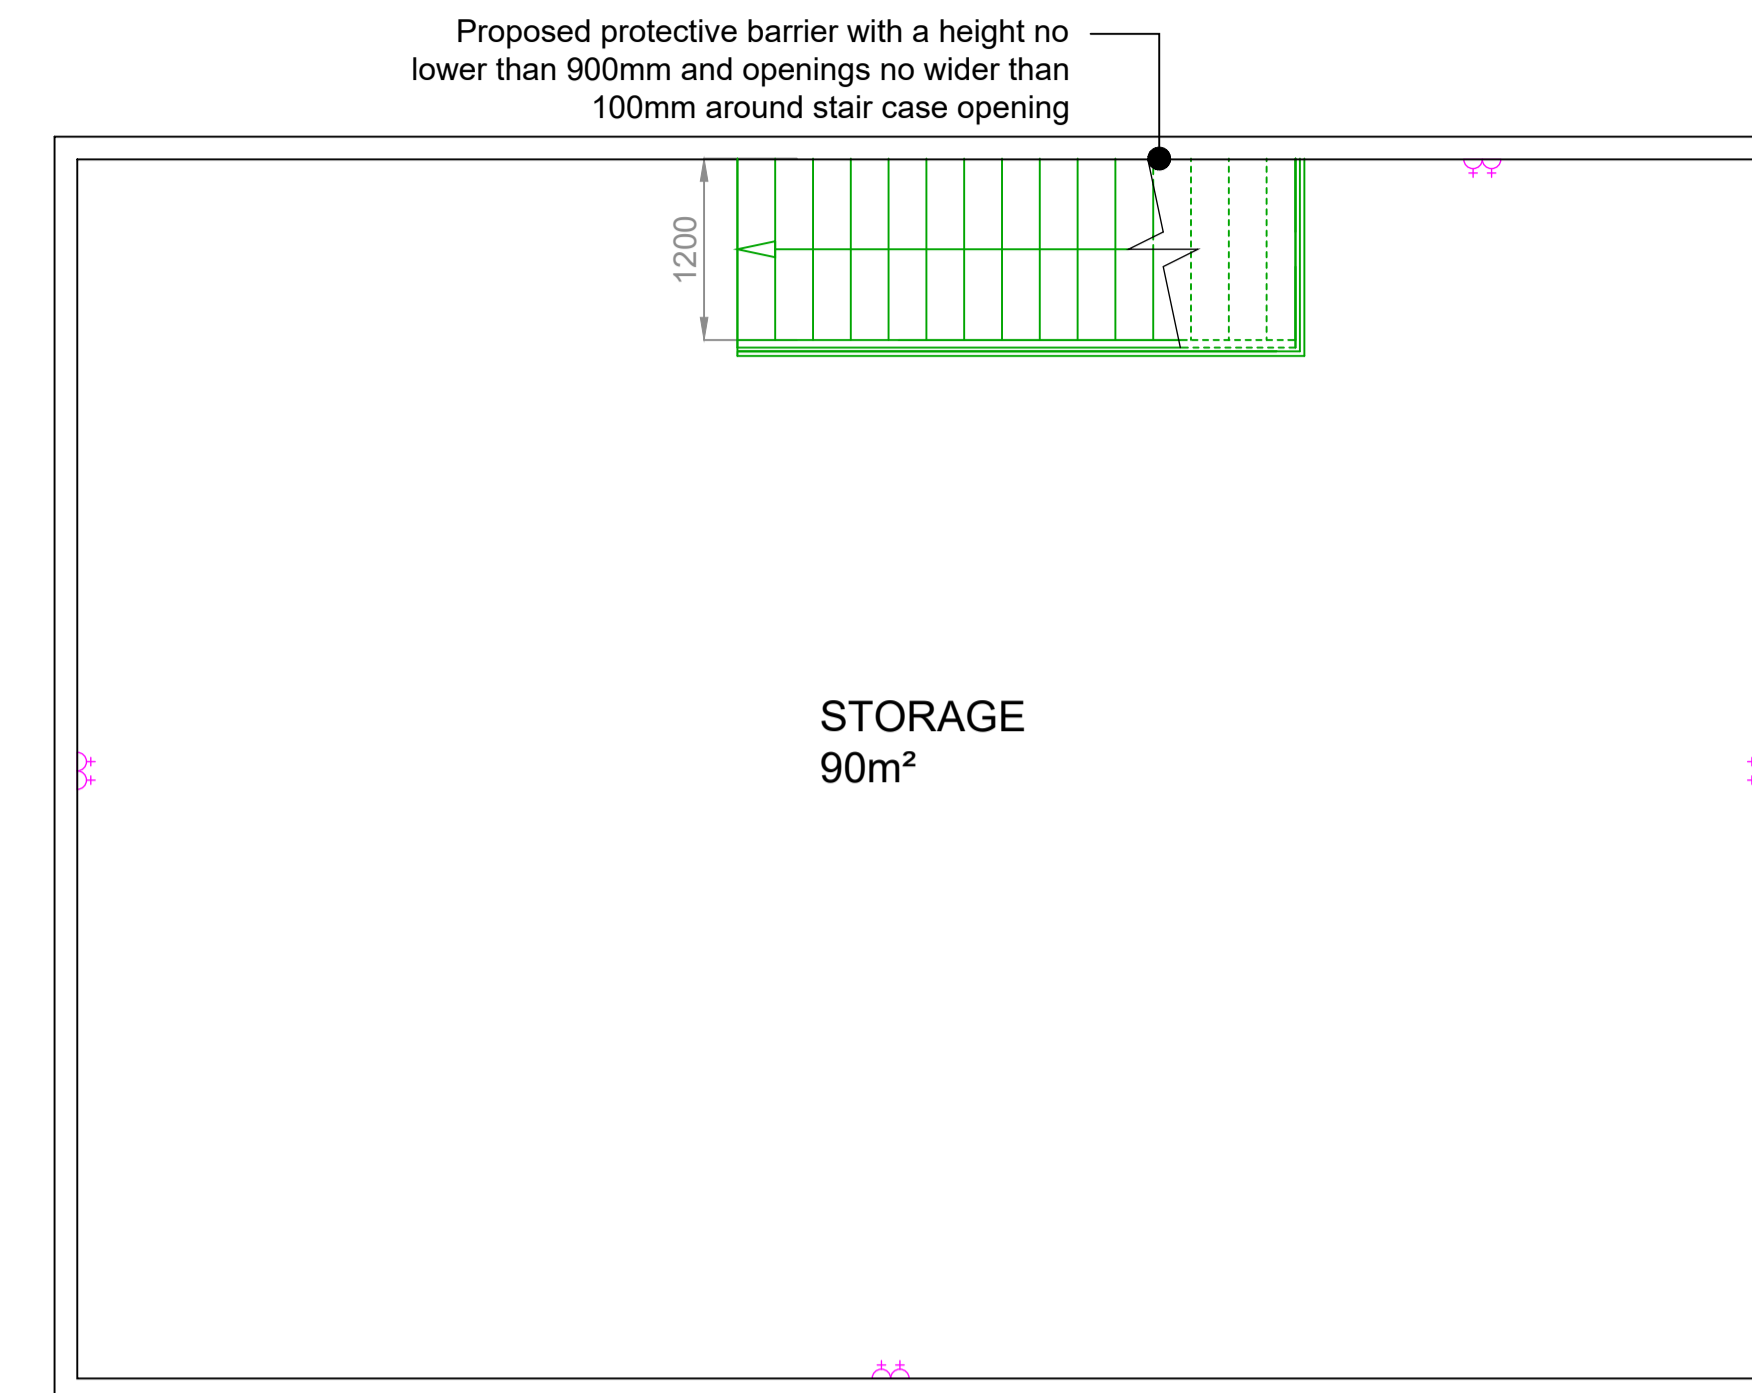 Proposed protective barrier with a height no
lower than 900mm and openings no wider than
100mm around stair case opening
1200
STORAGE
90m²